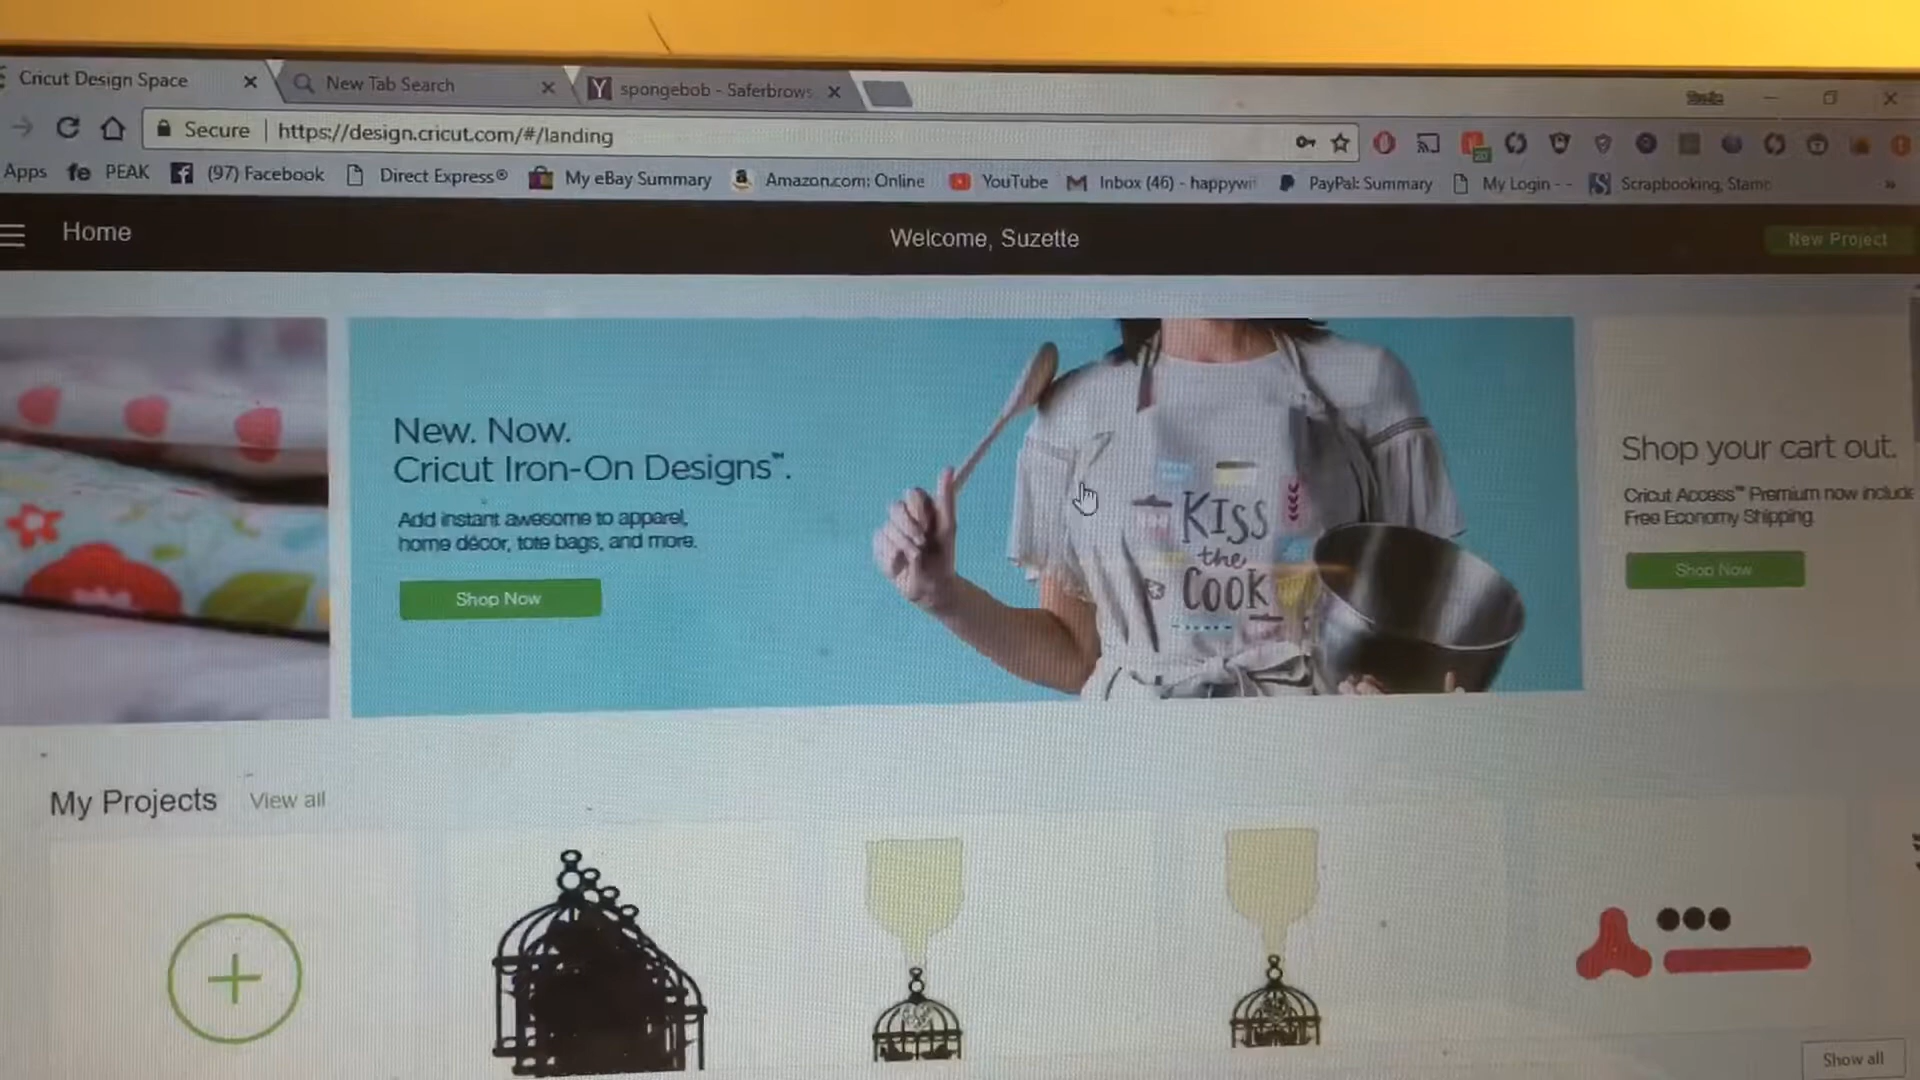 Cricut Design Space
New Tab Search
spongebob - Saferbrows
Secure
https://design.cricut.com/#/landing
Apps
fe PEAK
(97) Facebook
Direct Express®
My eBay Summary
Amazon.com: Online
YouTube
Inbox (46) - happywi
PayPal: Summary
My Login - -
Scrapbooking, Stamp
Home
Welcome, Suzette
New Project
New. Now.
Cricut Iron-On Designs™.
Add instant awesome to apparel,
home décor, tote bags, and more.
Shop Now
KISS
the
COOK
Shop your cart out.
Cricut Access™ Premium now include
Free Economy Shipping
Shop Now
My Projects
View all
Show all